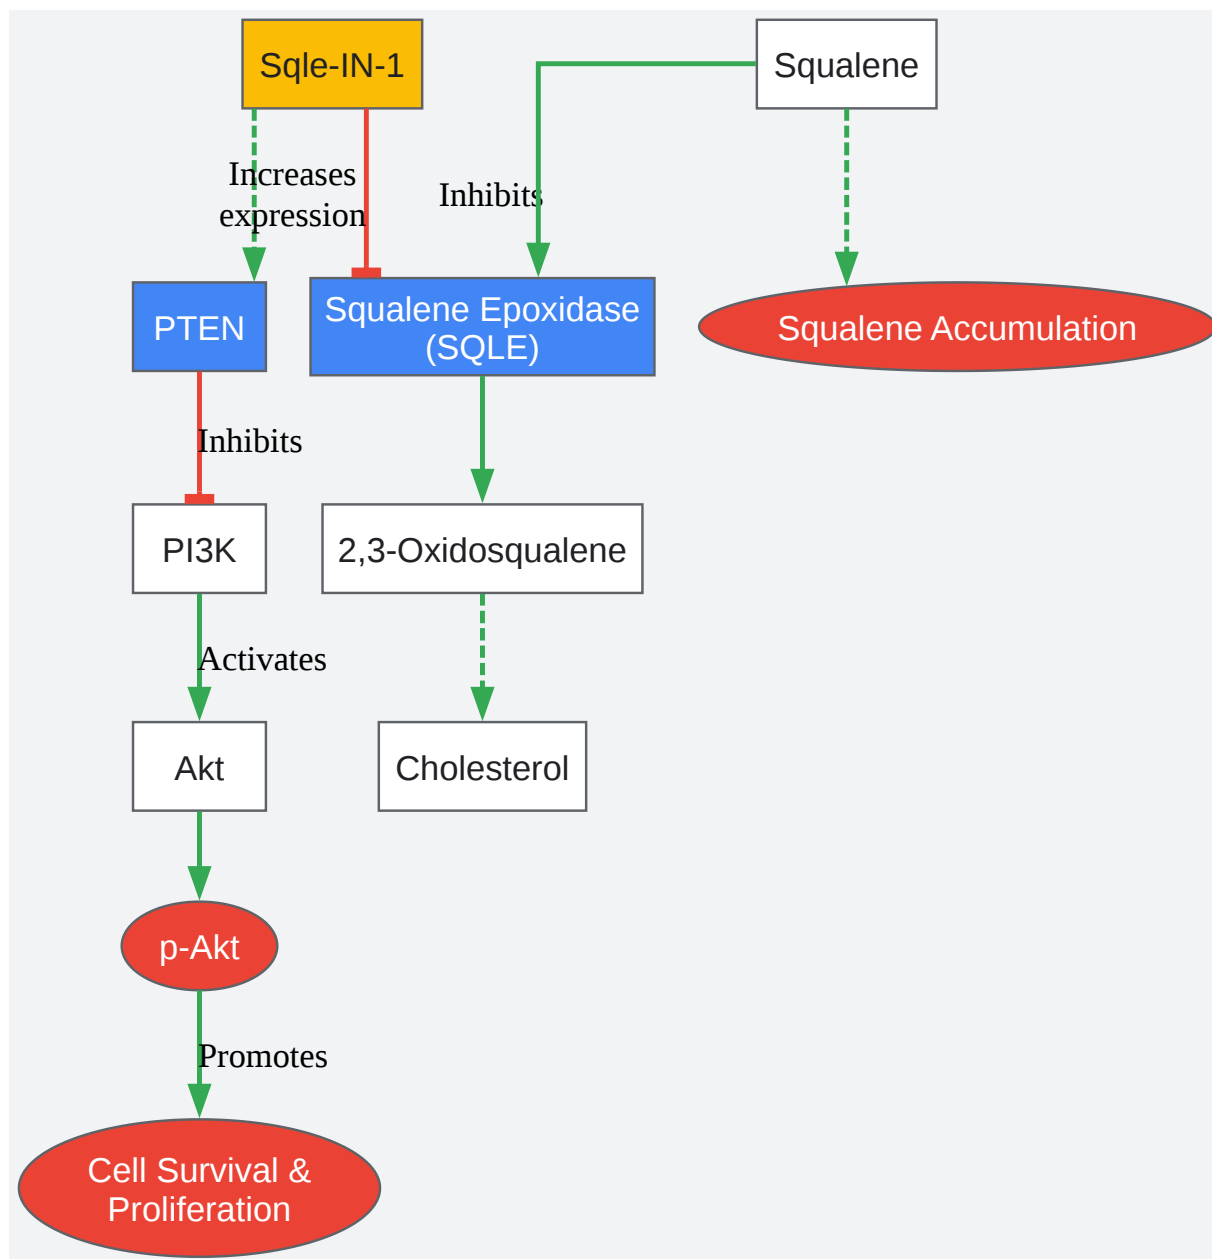 Sqle-IN-1
Squalene
Increases
expression
Inhibits
PTEN
Squalene Epoxidase
(SQLE)
Squalene Accumulation
Inhibits
PI3K
2,3-Oxidosqualene
Activates
Akt
Cholesterol
p-Akt
Promotes
Cell Survival &
Proliferation